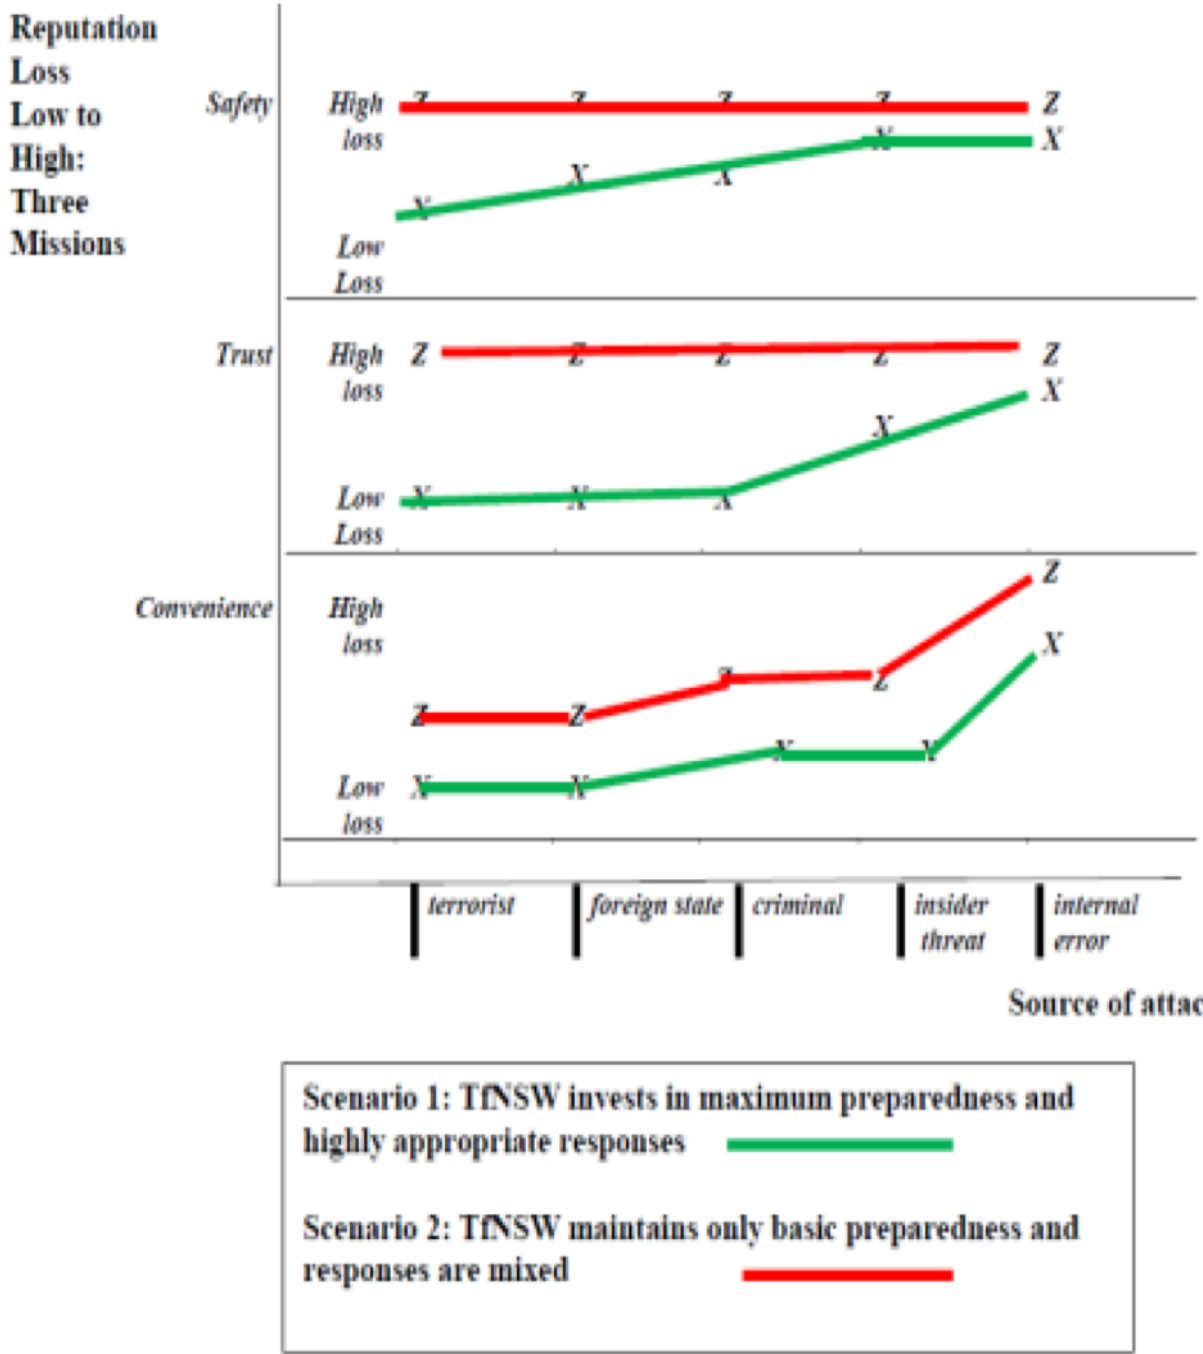 Reputation
Loss
Low to
High:
Three
Missions
Safety
High
loss
Z Z Z Z Z
X X X X X
Low
Loss
Trust
High
loss
Z Z Z Z Z
X X X X X
Low
Loss
Convenience
High
loss
Z Z Z Z Z
X X X X X
Low
loss
terrorist
foreign state
criminal
insider
threat
internal
error
Source of attac
Scenario 1: TfNSW invests in maximum preparedness and
highly appropriate responses
Scenario 2: TfNSW maintains only basic preparedness and
responses are mixed